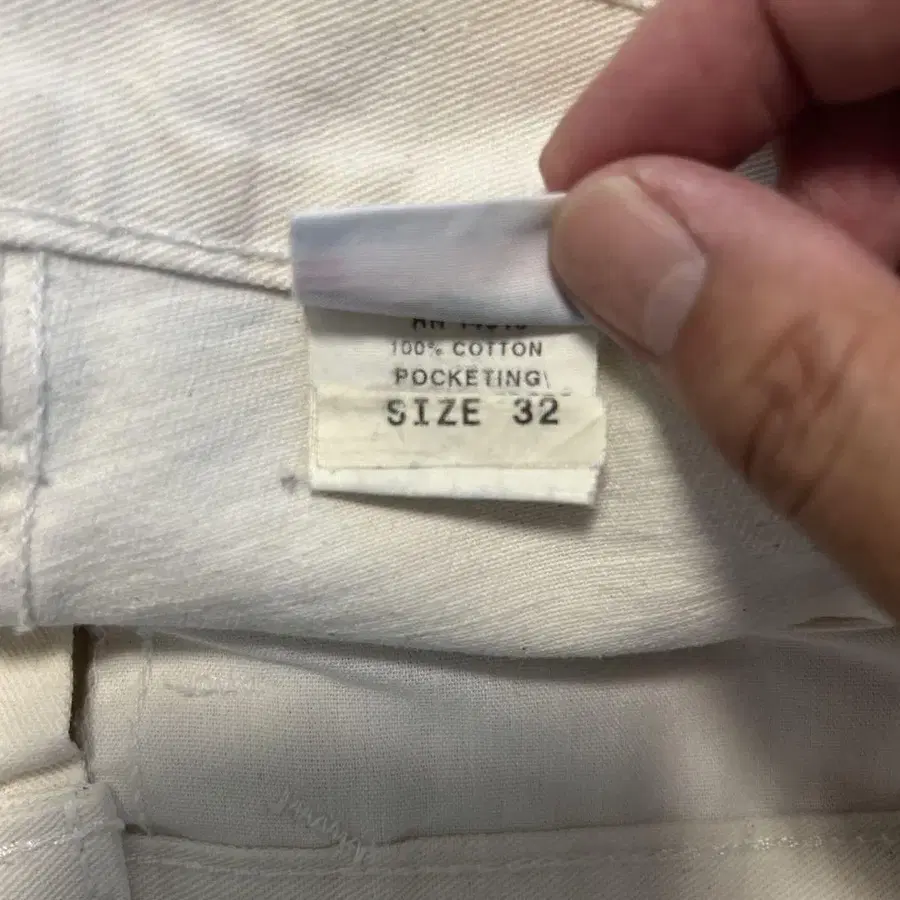 100% COTTON
POCKETING
SIZE 32